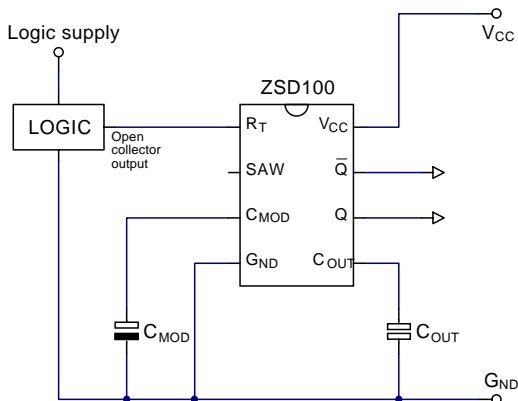 Logic supply
VCC
ZSD100
LOGIC
Open
collector
output
RT
VCC
SAW
Q̅
CMOD
Q
GND
COUT
CMOD
COUT
GND